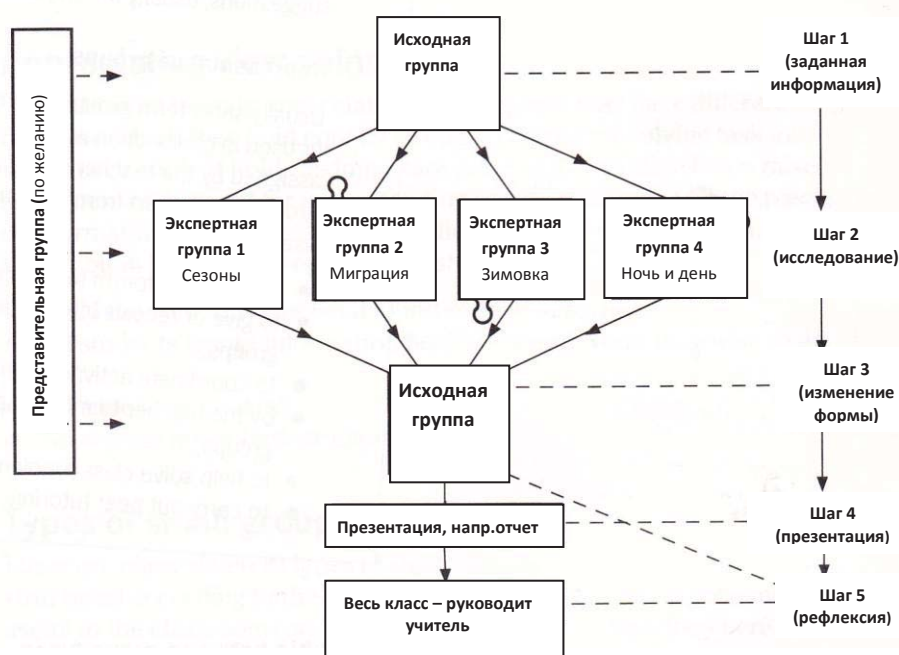 Представительная группа (по желанию)
Исходная
группа
Шаг 1
(заданная
информация)
Экспертная
группа 1
Сезоны
Экспертная
группа 2
Миграция
Экспертная
группа 3
Зимовка
Экспертная
группа 4
Ночь и день
Шаг 2
(исследование)
Исходная
группа
Шаг 3
(изменение
формы)
Презентация, напр.отчет
Шаг 4
(презентация)
Весь класс – руководит
учитель
Шаг 5
(рефлексия)